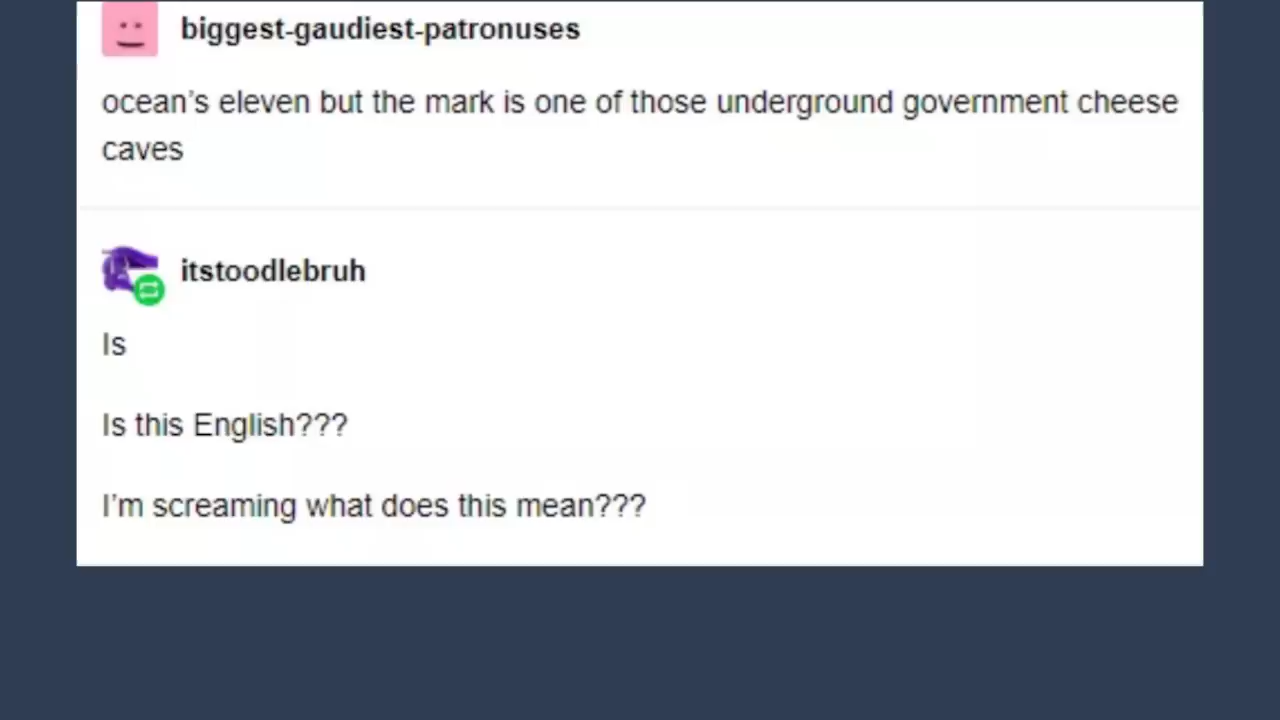 biggest-gaudiest-patronuses
ocean’s eleven but the mark is one of those underground government cheese
caves
itstoodlebruh
Is
Is this English???
I’m screaming what does this mean???